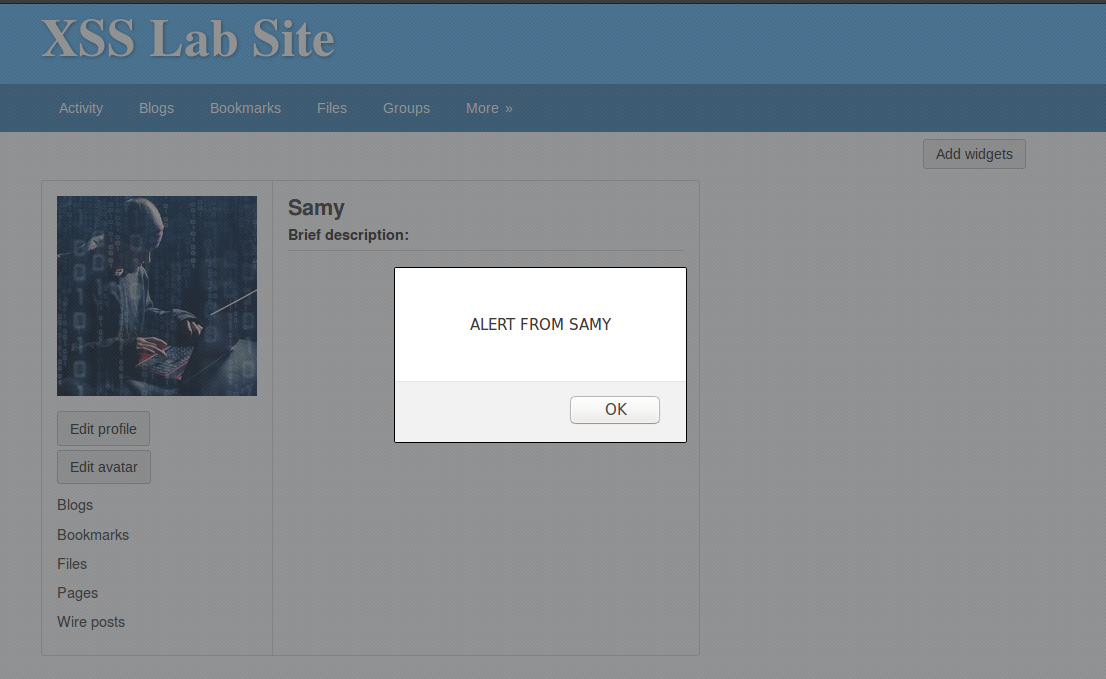 XSS Lab Site
Activity Blogs Bookmarks Files Groups More »
Add widgets
Samy
Brief description:
ALERT FROM SAMY
OK
Edit profile
Edit avatar
Blogs
Bookmarks
Files
Pages
Wire posts